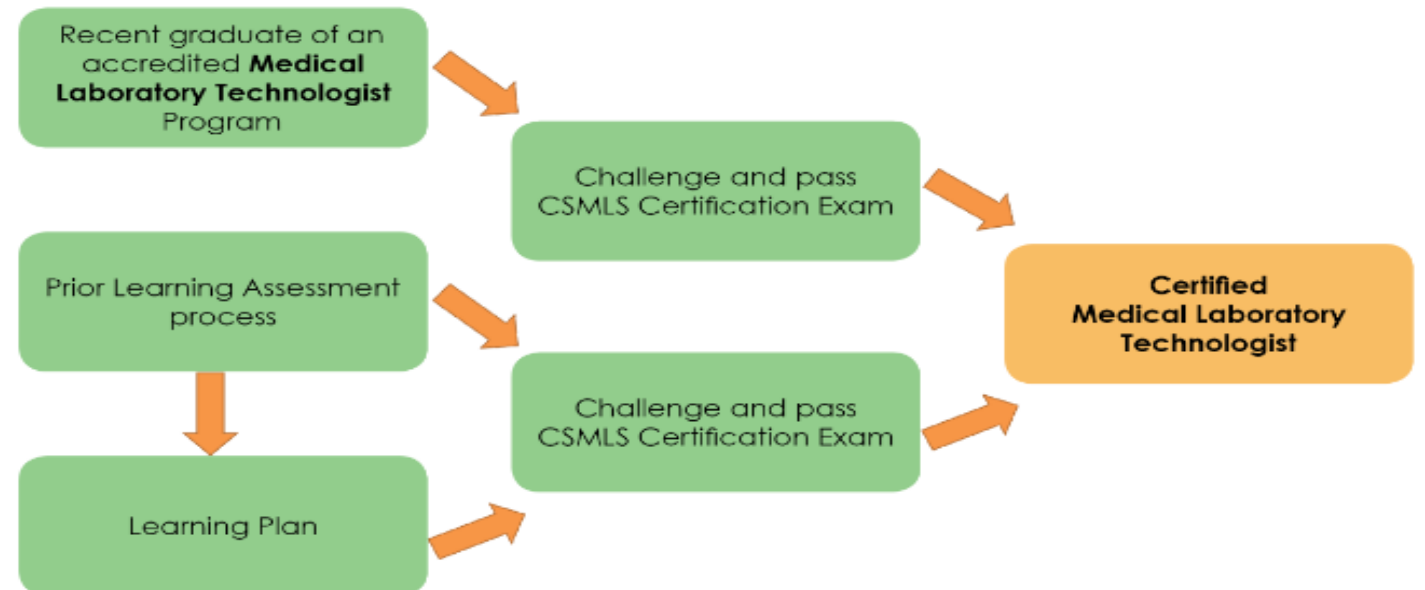 Recent graduate of an
accredited Medical
Laboratory Technologist
Program
Challenge and pass
CSMLS Certification Exam
Prior Learning Assessment
process
Certified
Medical Laboratory
Technologist
Challenge and pass
CSMLS Certification Exam
Learning Plan